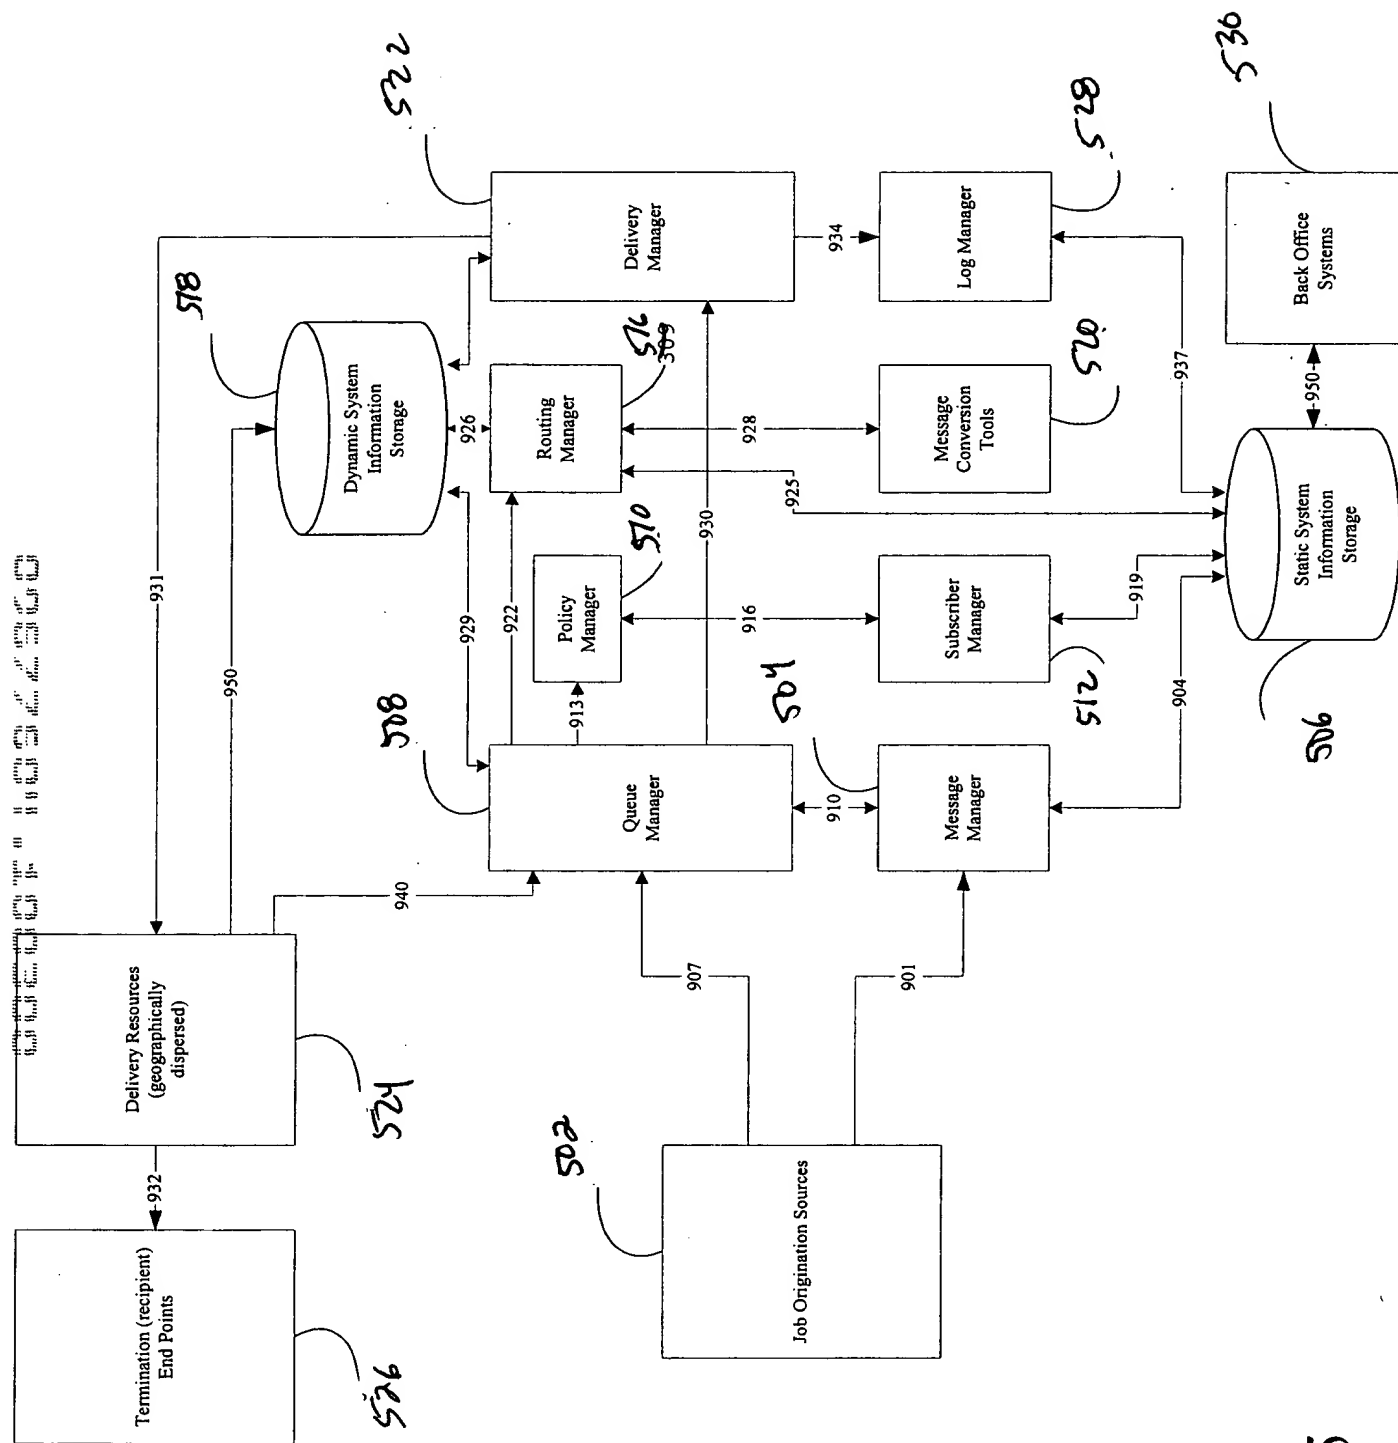 Termination (recipient)
End Points
526
932
Delivery Resources
(geographically
dispersed)
524
931
950
940
518
Dynamic System
Information
Storage
522
508
929
926
922
Queue
Manager
913
Policy
Manager
510
Routing
Manager
516
309
Delivery
Manager
502
Job Origination Sources
907
901
930
910
916
928
925
934
504
Message
Manager
Subscriber
Manager
512
Message
Conversion
Tools
520
Log Manager
528
904
919
937
506
Static System
Information
Storage
950
Back Office
Systems
530
5